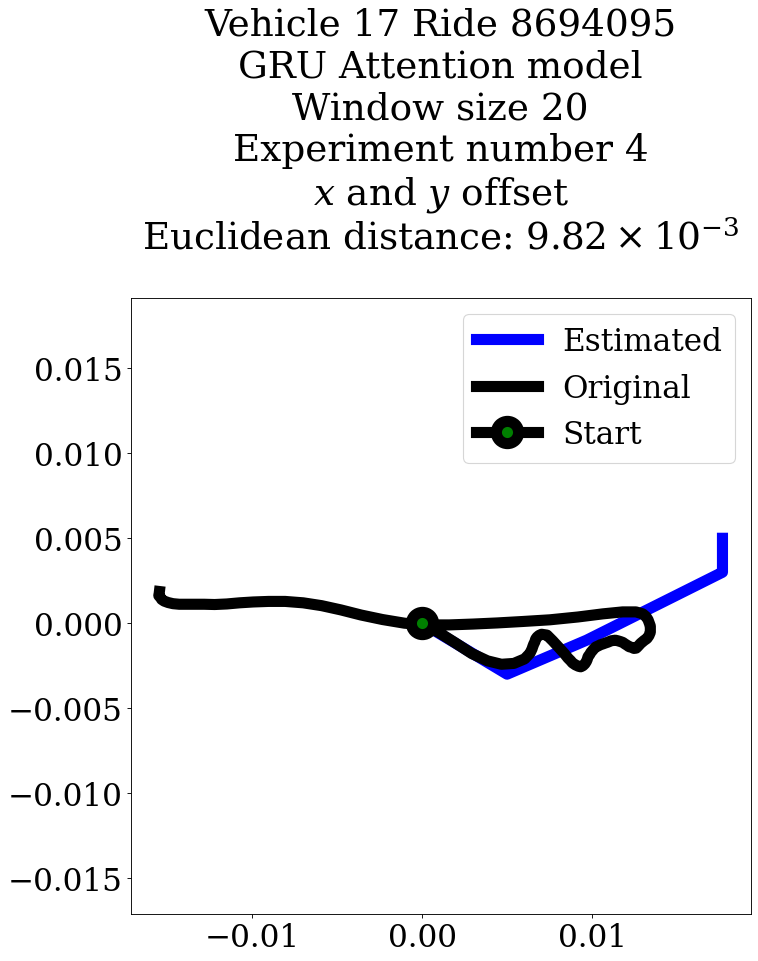 Vehicle 17 Ride 8694095
GRU Attention model
Window size 20
Experiment number 4
x and y offset
Euclidean distance: 9.82 × 10⁻³
Estimated
Original
Start
0.015
0.010
0.005
0.000
−0.005
−0.010
−0.015
−0.01 0.00 0.01